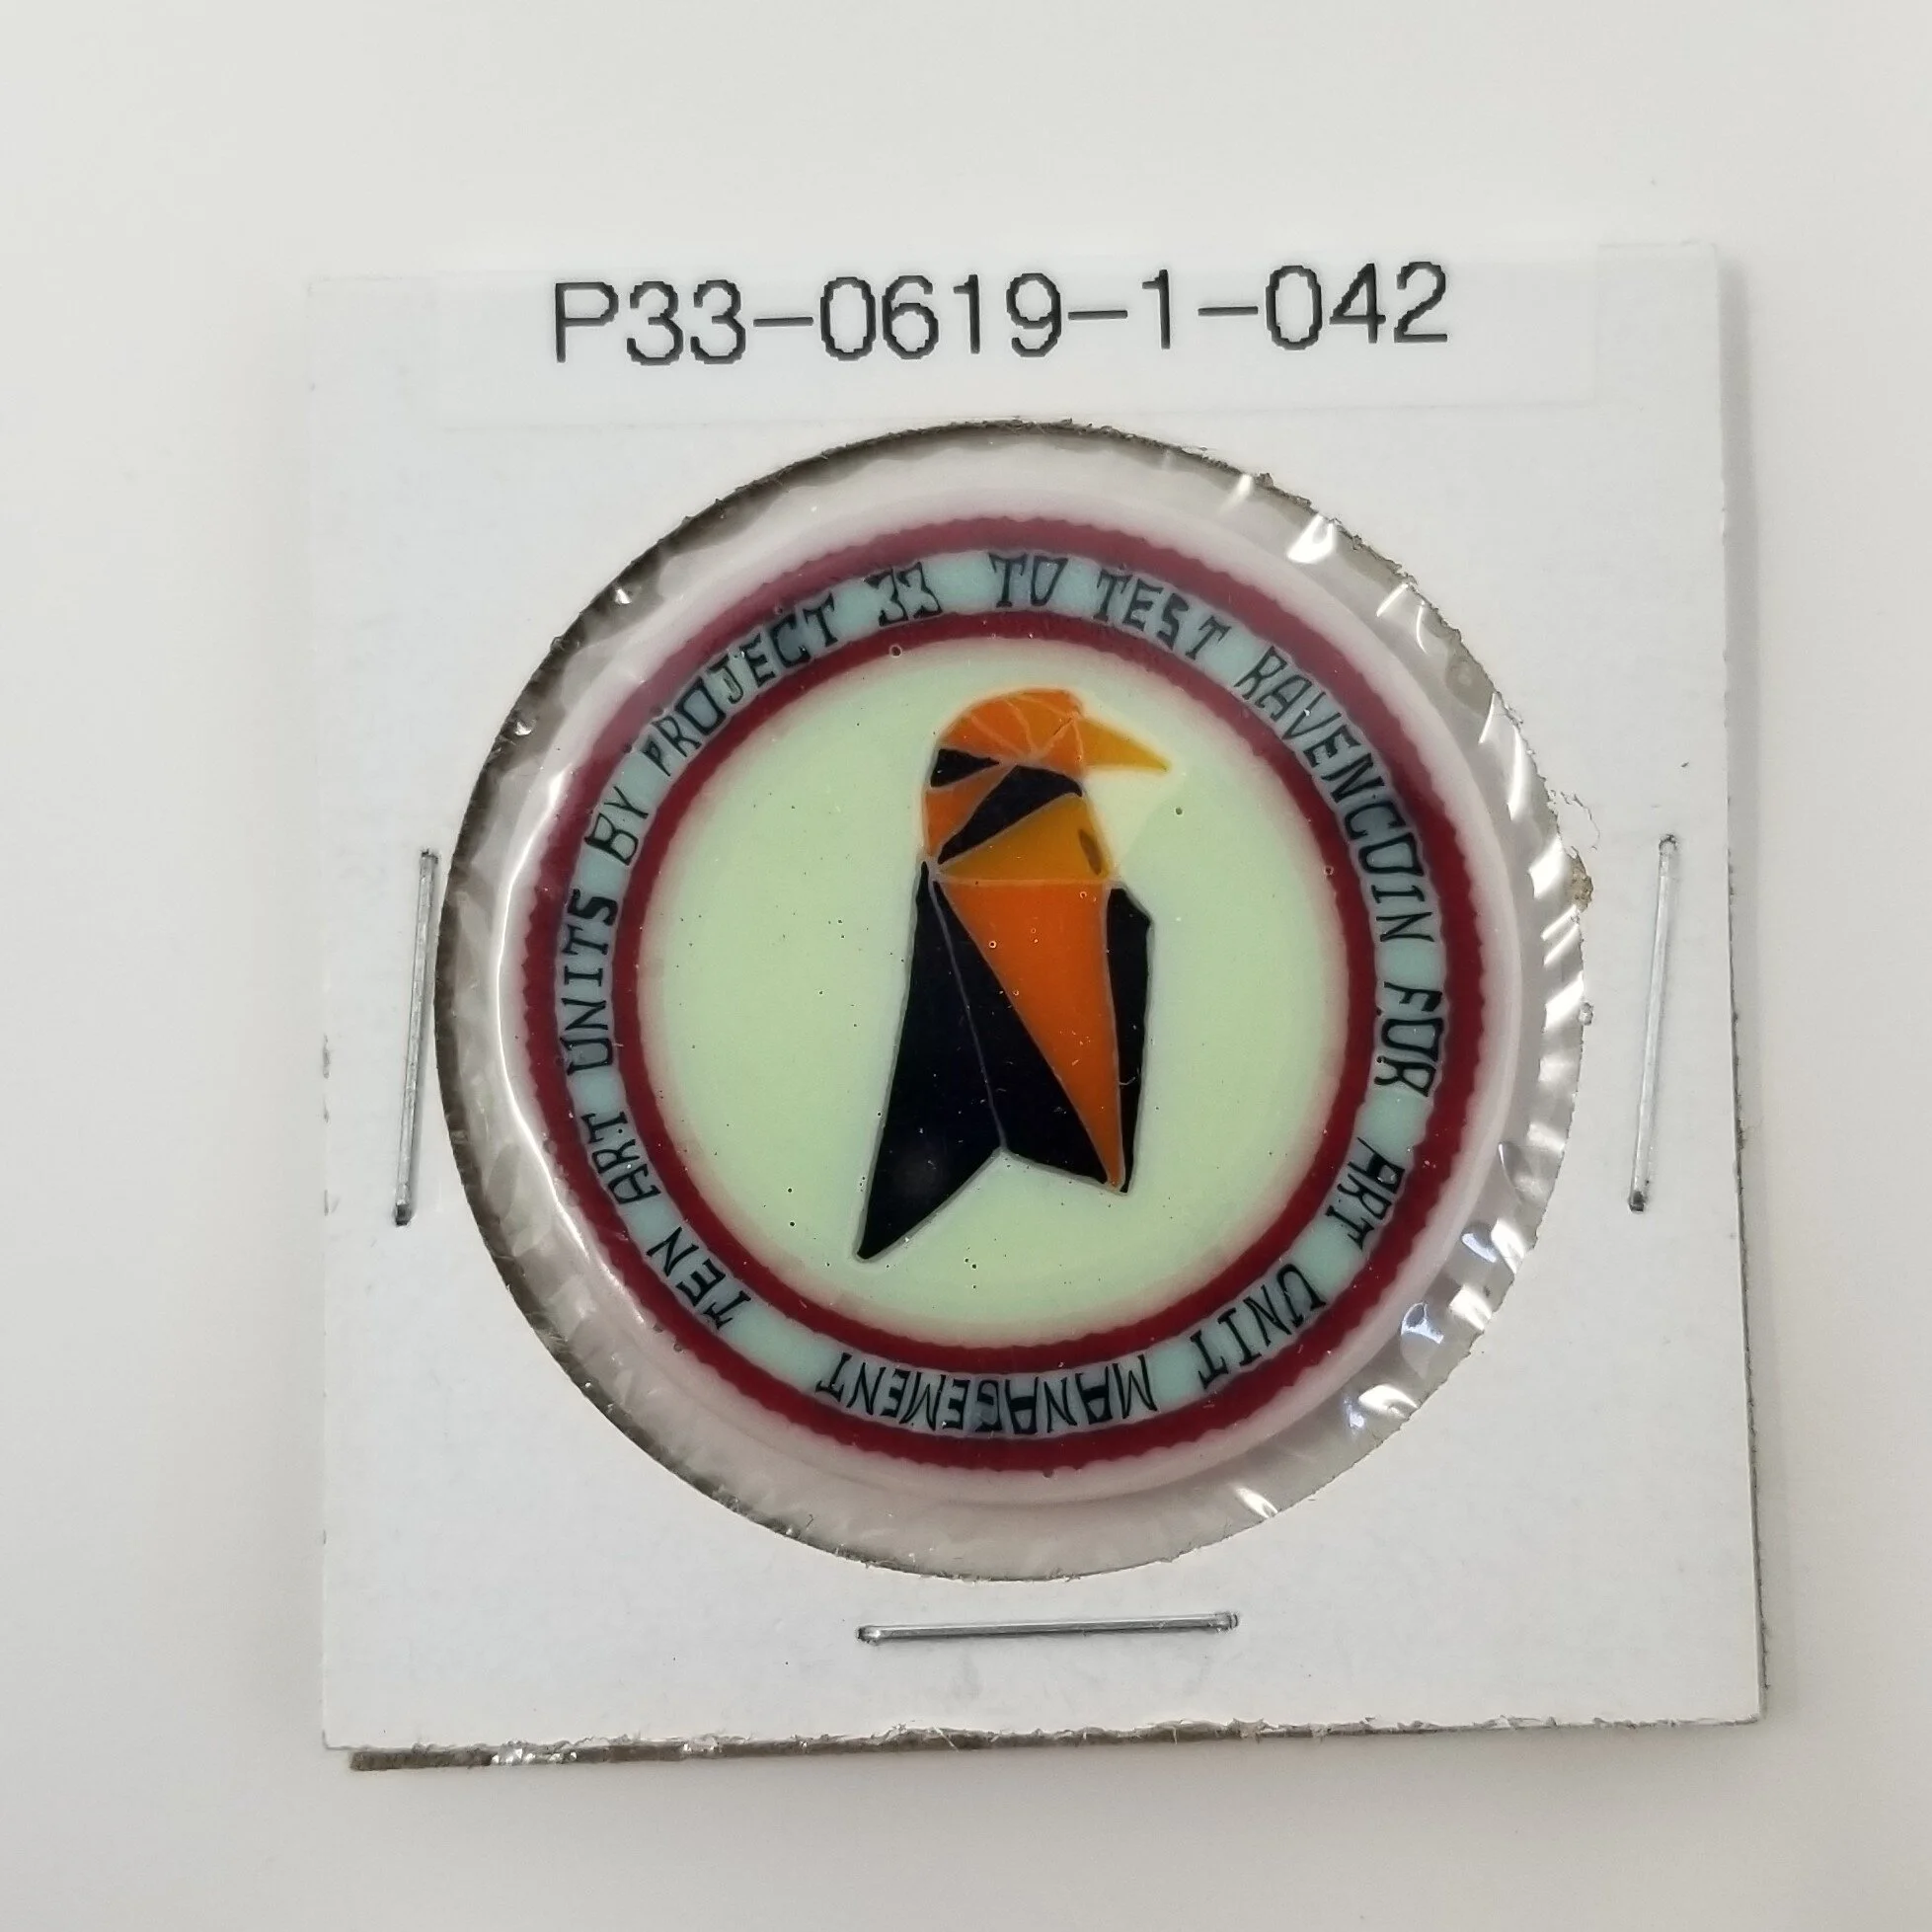 P33-0619-1-042
TEN ART UNITS BY PROJECT 33 TO TEST RAVENCOIN FOR ART UNIT MANAGEMENT